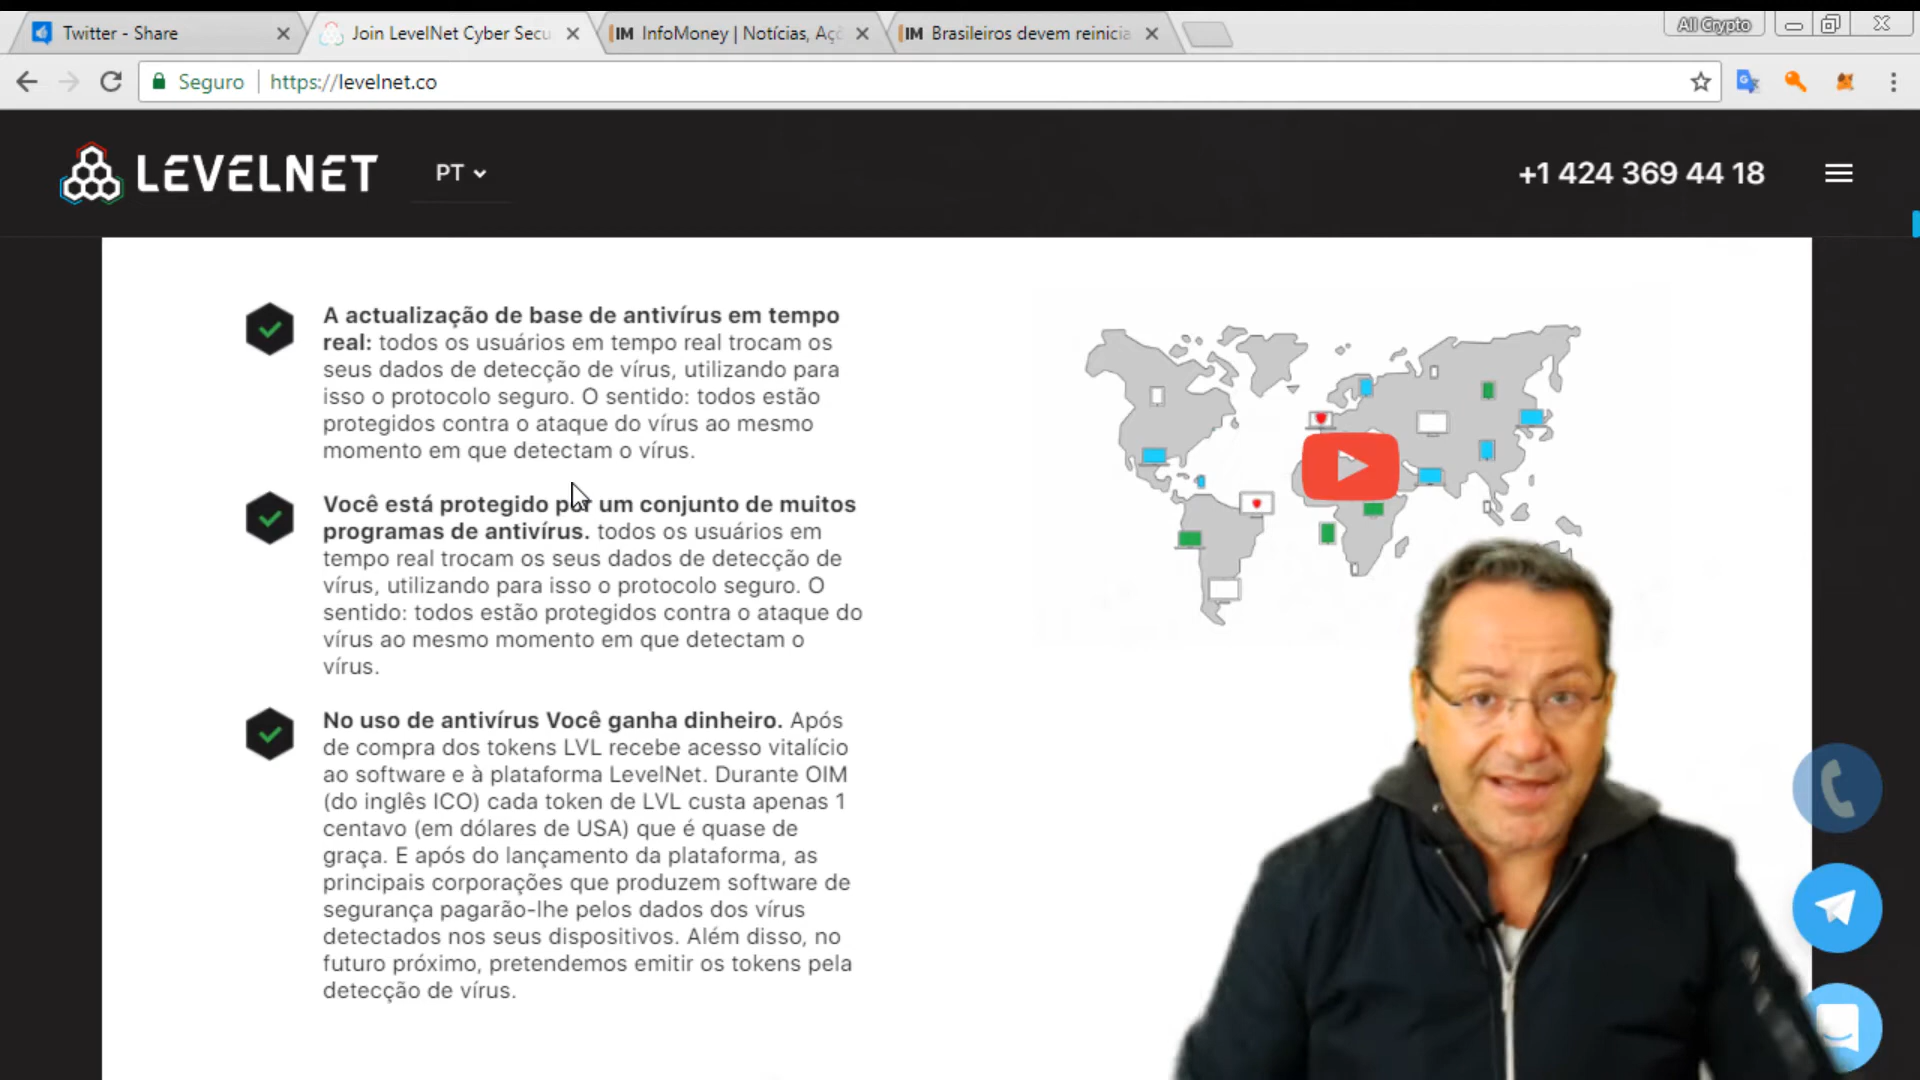 Twitter - Share
Join LevelNet Cyber Secu
IM InfoMoney | Notícias, Açõ
IM Brasileiros devem reinicia
All Crypto
Seguro
https://levelnet.co
LEVELNET
PT
+1 424 369 44 18
A actualização de base de antivírus em tempo
real: todos os usuários em tempo real trocam os
seus dados de detecção de vírus, utilizando para
isso o protocolo seguro. O sentido: todos estão
protegidos contra o ataque do vírus ao mesmo
momento em que detectam o vírus.
Você está protegido por um conjunto de muitos
programas de antivírus. todos os usuários em
tempo real trocam os seus dados de detecção de
vírus, utilizando para isso o protocolo seguro. O
sentido: todos estão protegidos contra o ataque do
vírus ao mesmo momento em que detectam o
vírus.
No uso de antivírus Você ganha dinheiro. Após
de compra dos tokens LVL recebe acesso vitalício
ao software e à plataforma LevelNet. Durante OIM
(do inglês ICO) cada token de LVL custa apenas 1
centavo (em dólares de USA) que é quase de
graça. E após do lançamento da plataforma, as
principais corporações que produzem software de
segurança pagarão-lhe pelos dados dos vírus
detectados nos seus dispositivos. Além disso, no
futuro próximo, pretendemos emitir os tokens pela
detecção de vírus.